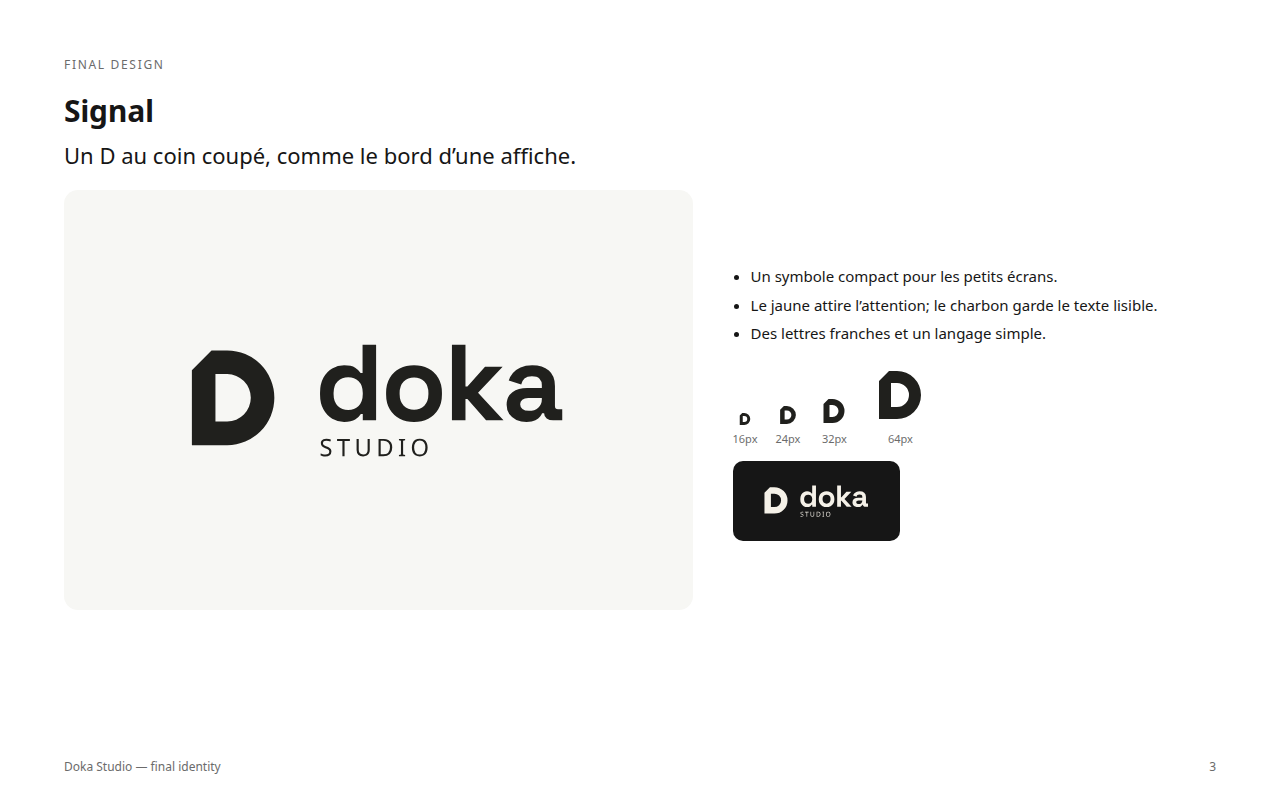 FINAL DESIGN
Signal
Un D au coin coupé, comme le bord d’une affiche.
D doka
STUDIO
• Un symbole compact pour les petits écrans.
• Le jaune attire l’attention; le charbon garde le texte lisible.
• Des lettres franches et un langage simple.
D D D D
16px 24px 32px 64px
D doka
STUDIO
Doka Studio — final identity
3